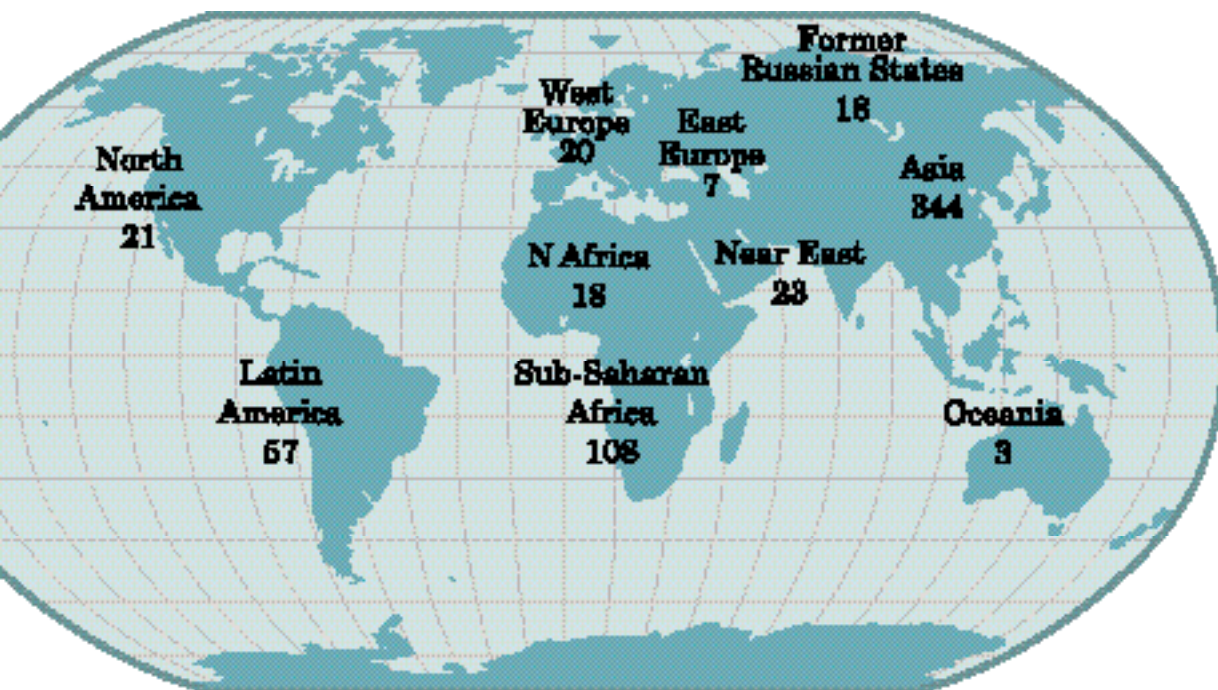 Former
Russian States
West
Europe
20
East
Europe
7
North
America
21
Asia
344
N Africa
18
Near East
23
Latin
America
57
Sub-Saharan
Africa
108
Oceania
3